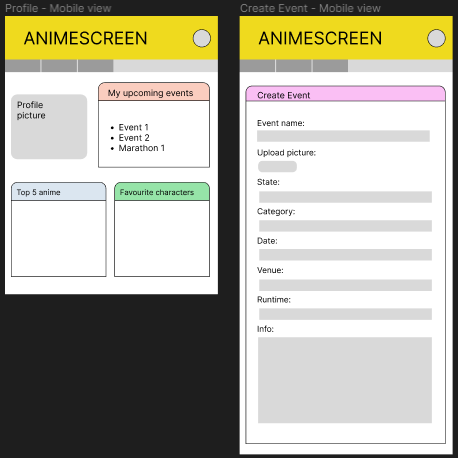 Profile - Mobile view
ANIMESCREEN
Profile
picture
My upcoming events
• Event 1
• Event 2
• Marathon 1
Top 5 anime
Favourite characters
Create Event - Mobile view
ANIMESCREEN
Create Event
Event name:
Upload picture:
State:
Category:
Date:
Venue:
Runtime:
Info: